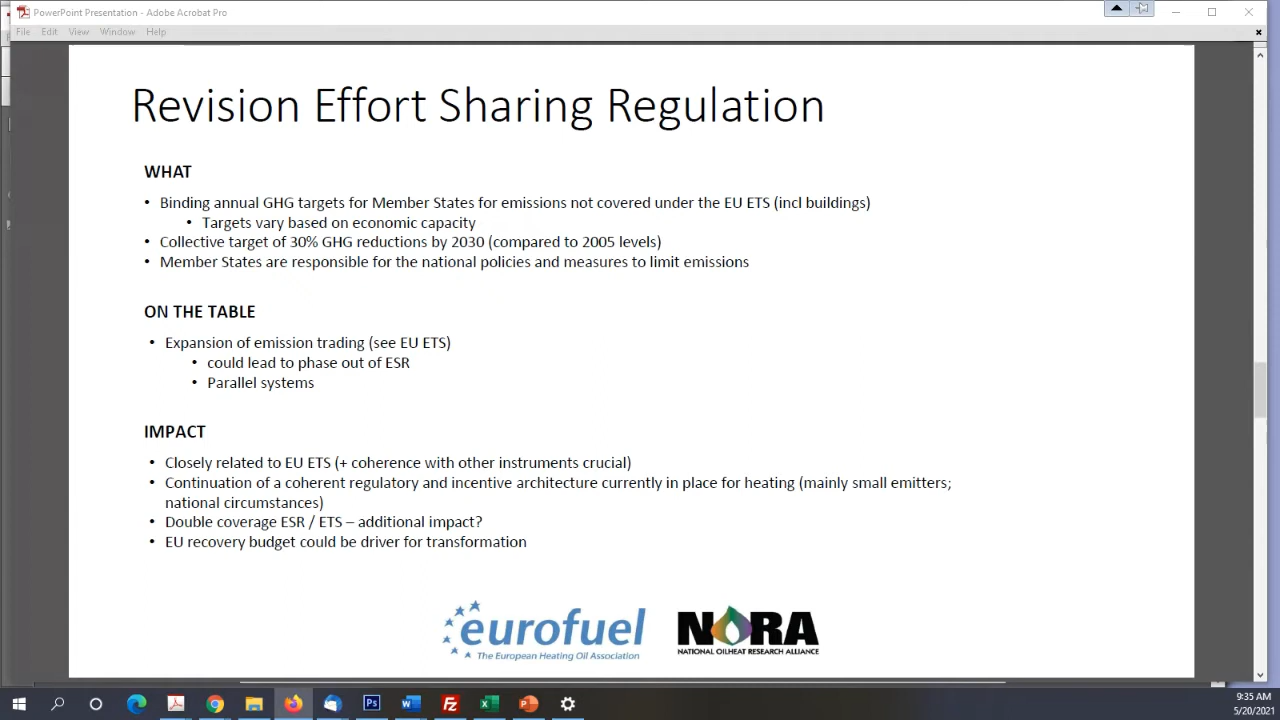 PowerPoint Presentation - Adobe Acrobat Pro
File Edit View Window Help
Revision Effort Sharing Regulation
WHAT
• Binding annual GHG targets for Member States for emissions not covered under the EU ETS (incl buildings)
• Targets vary based on economic capacity
• Collective target of 30% GHG reductions by 2030 (compared to 2005 levels)
• Member States are responsible for the national policies and measures to limit emissions
ON THE TABLE
• Expansion of emission trading (see EU ETS)
• could lead to phase out of ESR
• Parallel systems
IMPACT
• Closely related to EU ETS (+ coherence with other instruments crucial)
• Continuation of a coherent regulatory and incentive architecture currently in place for heating (mainly small emitters;
national circumstances)
• Double coverage ESR / ETS – additional impact?
• EU recovery budget could be driver for transformation
eurofuel
The European Heating Oil Association
NORA
NATIONAL OILHEAT RESEARCH ALLIANCE
9:35 AM
5/20/2021